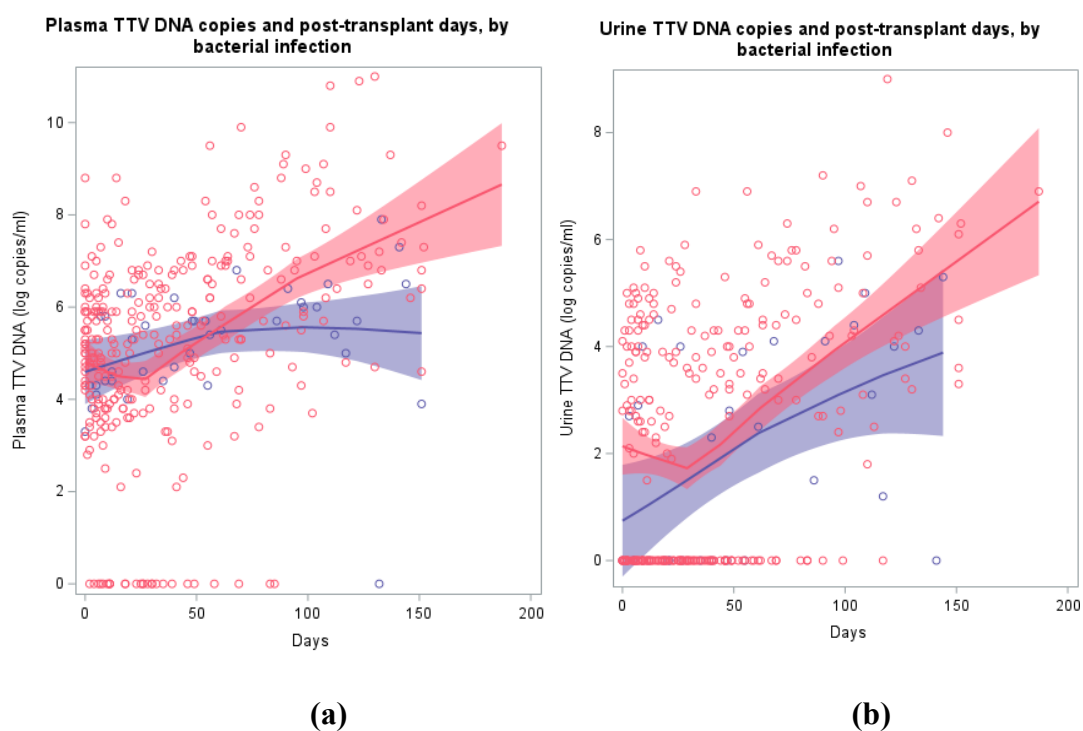 Plasma TTV DNA copies and post-transplant days, by
bacterial infection
Plasma TTV DNA (log copies/ml)
10
8
6
4
2
0
0 50 100 150 200
Days
(a)
Urine TTV DNA copies and post-transplant days, by
bacterial infection
Urine TTV DNA (log copies/ml)
8
6
4
2
0
0 50 100 150 200
Days
(b)